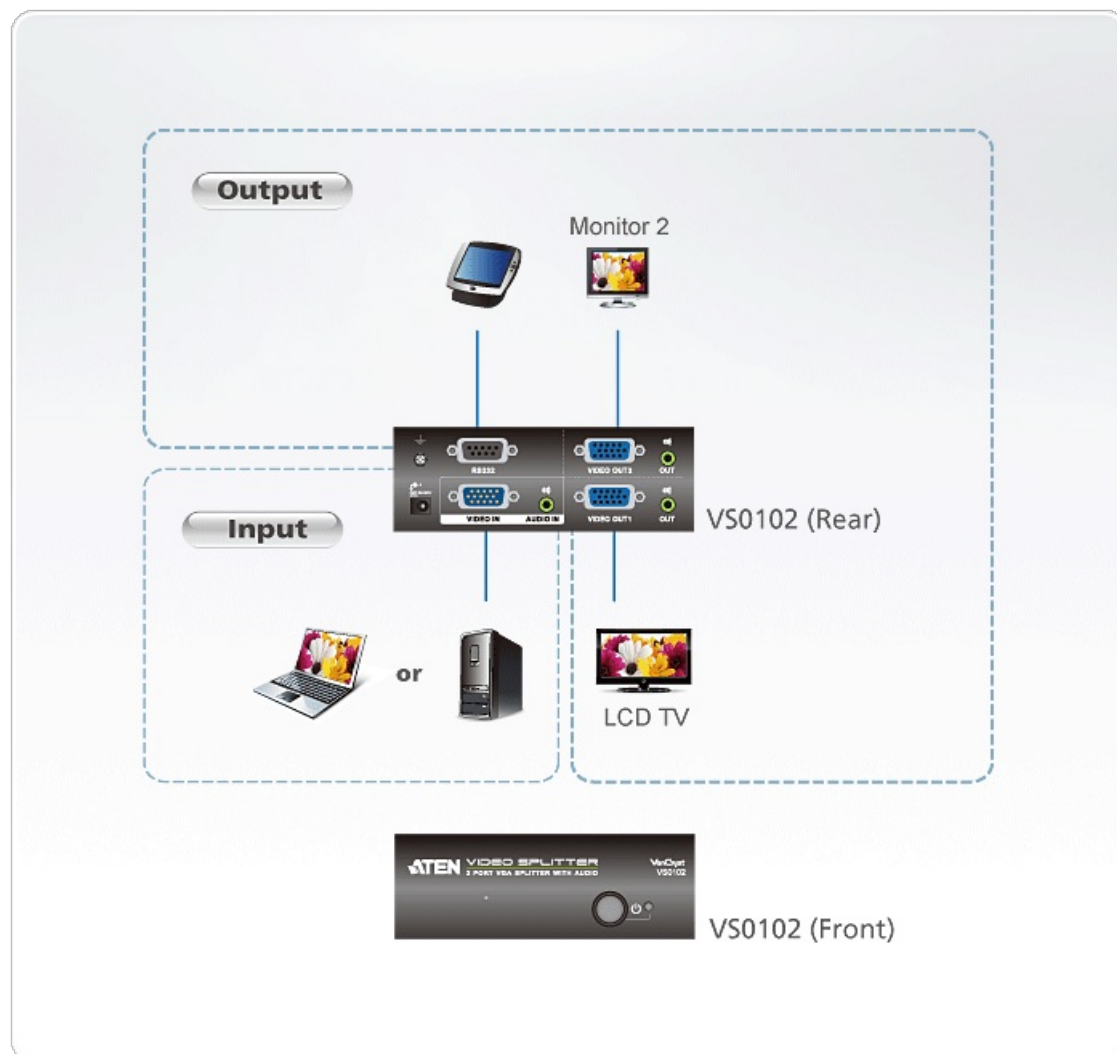 Output
Monitor 2
RS232
VIDEO OUT2
OUT
VIDEO IN
AUDIO IN
VIDEO OUT1
OUT
VS0102 (Rear)
Input
or
LCD TV
ATEN
VIDEO SPLITTER
2 PORT VGA SPLITTER WITH AUDIO
VanCryst
VS0102
VS0102 (Front)